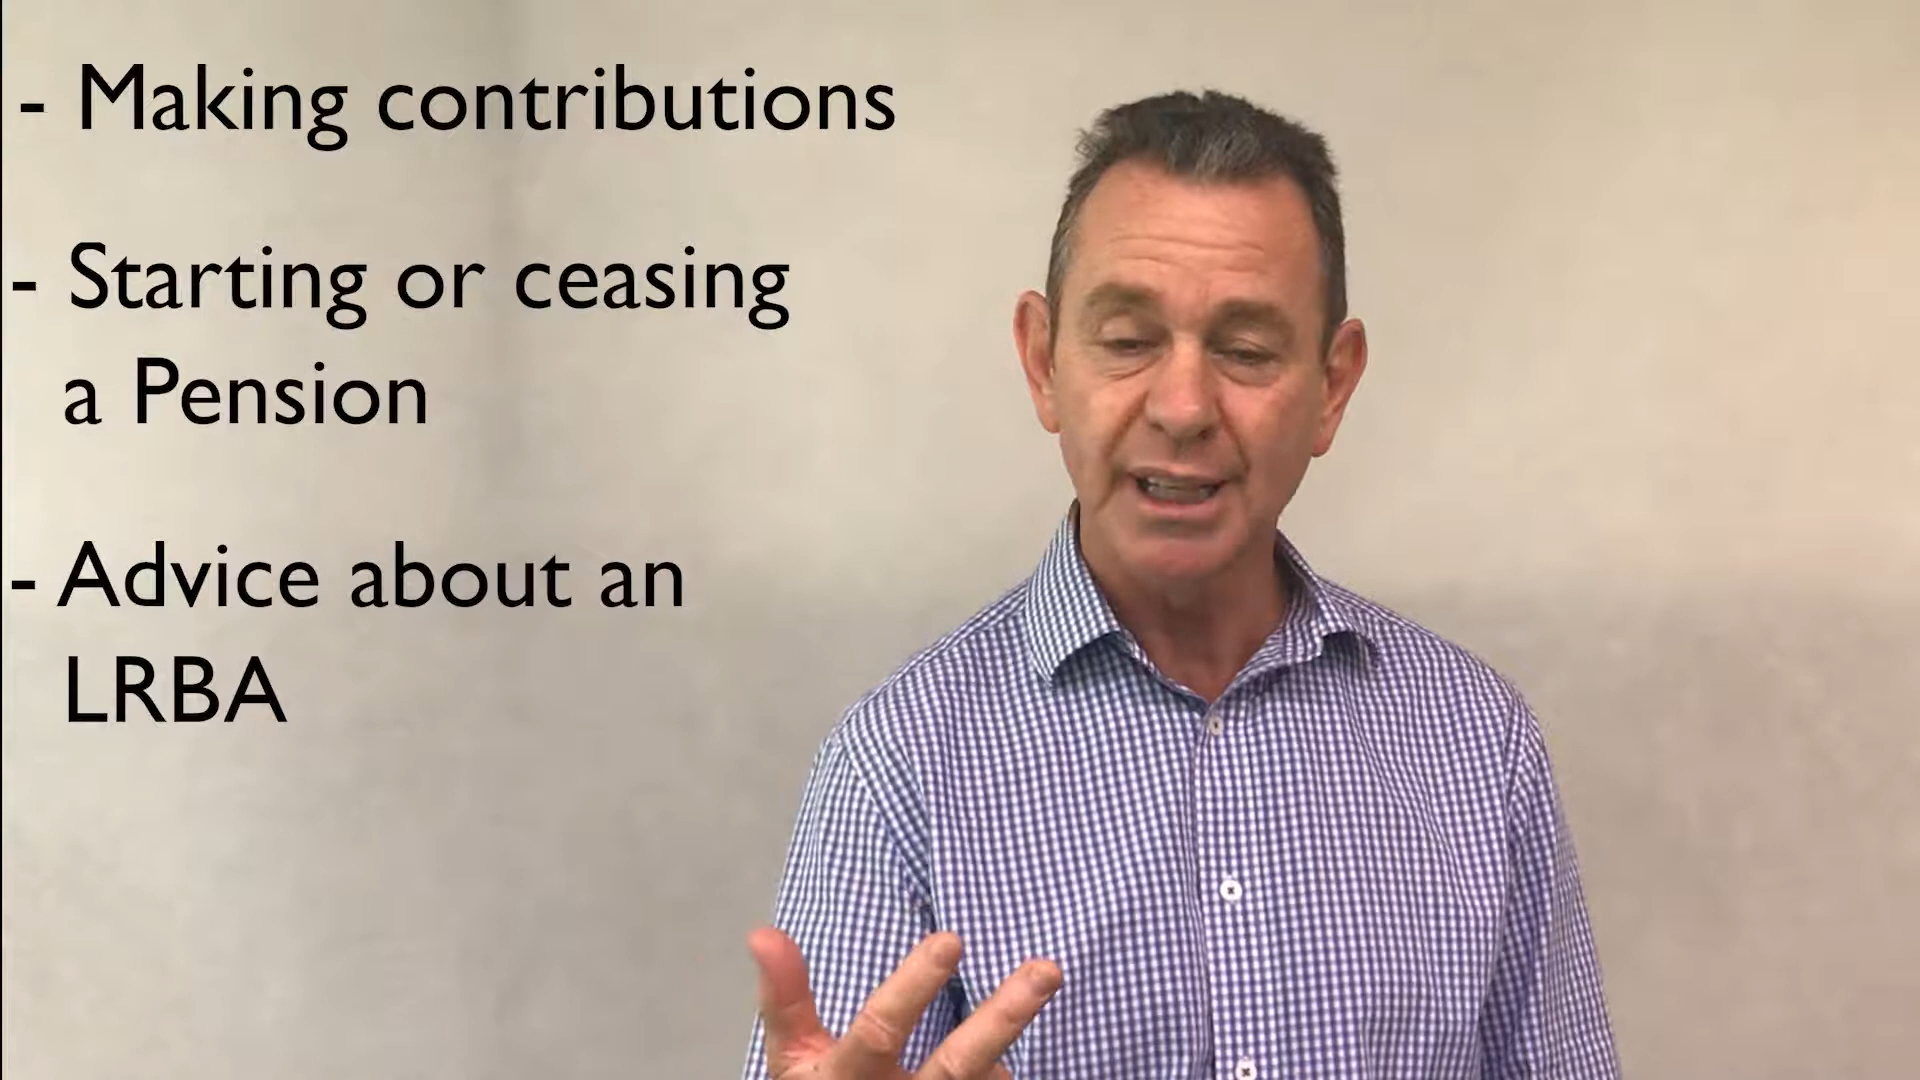 - Making contributions
- Starting or ceasing
a Pension
- Advice about an
LRBA